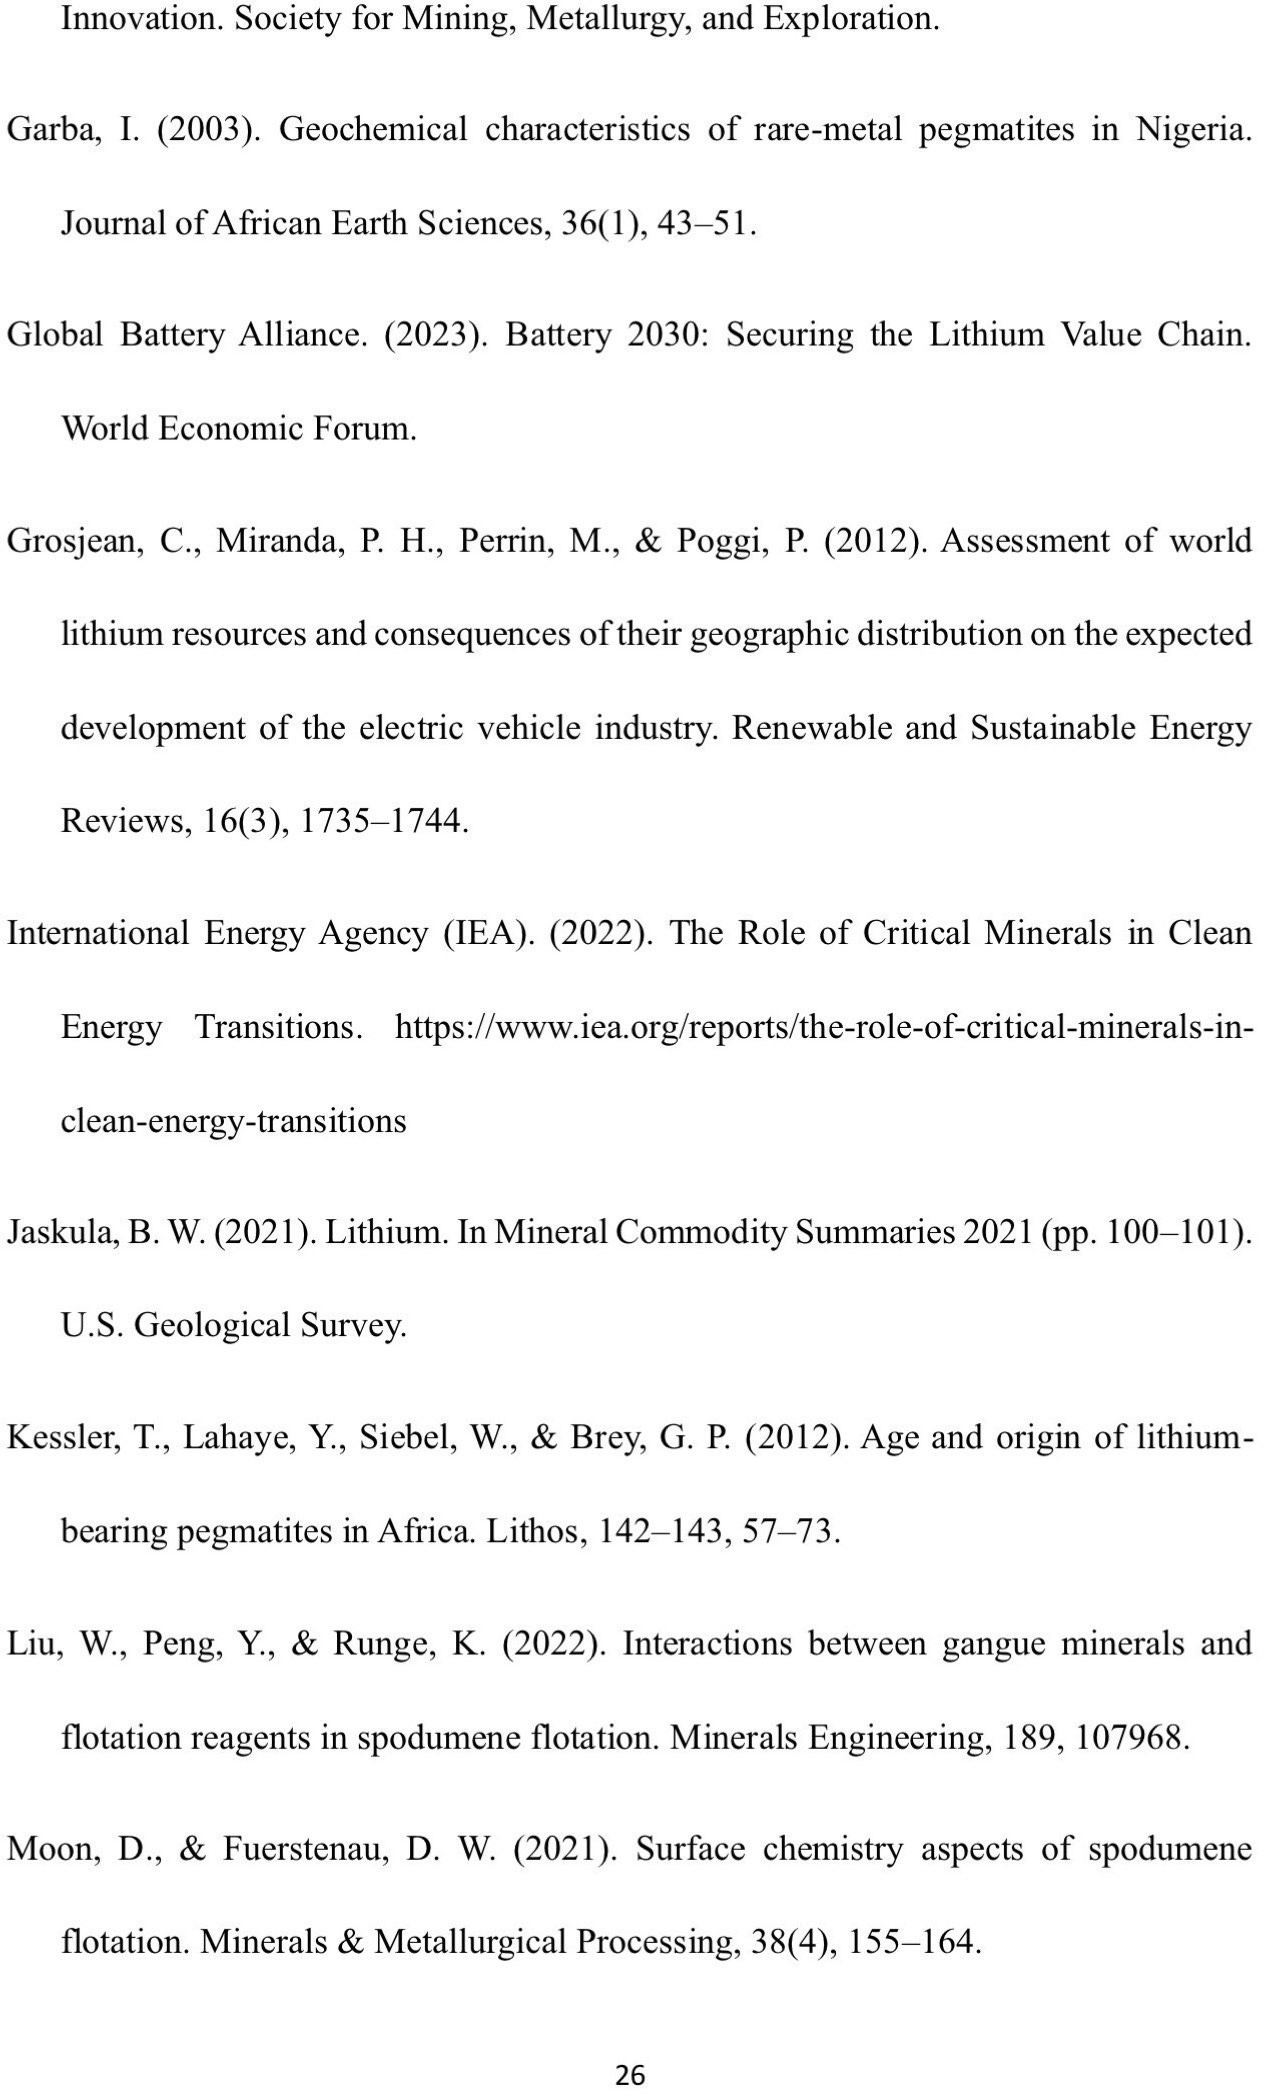 Innovation. Society for Mining, Metallurgy, and Exploration.
Garba, I. (2003). Geochemical characteristics of rare-metal pegmatites in Nigeria.
Journal of African Earth Sciences, 36(1), 43–51.
Global Battery Alliance. (2023). Battery 2030: Securing the Lithium Value Chain.
World Economic Forum.
Grosjean, C., Miranda, P. H., Perrin, M., & Poggi, P. (2012). Assessment of world
lithium resources and consequences of their geographic distribution on the expected
development of the electric vehicle industry. Renewable and Sustainable Energy
Reviews, 16(3), 1735–1744.
International Energy Agency (IEA). (2022). The Role of Critical Minerals in Clean
Energy Transitions. https://www.iea.org/reports/the-role-of-critical-minerals-in-
clean-energy-transitions
Jaskula, B. W. (2021). Lithium. In Mineral Commodity Summaries 2021 (pp. 100–101).
U.S. Geological Survey.
Kessler, T., Lahaye, Y., Siebel, W., & Brey, G. P. (2012). Age and origin of lithium-
bearing pegmatites in Africa. Lithos, 142–143, 57–73.
Liu, W., Peng, Y., & Runge, K. (2022). Interactions between gangue minerals and
flotation reagents in spodumene flotation. Minerals Engineering, 189, 107968.
Moon, D., & Fuerstenau, D. W. (2021). Surface chemistry aspects of spodumene
flotation. Minerals & Metallurgical Processing, 38(4), 155–164.
26